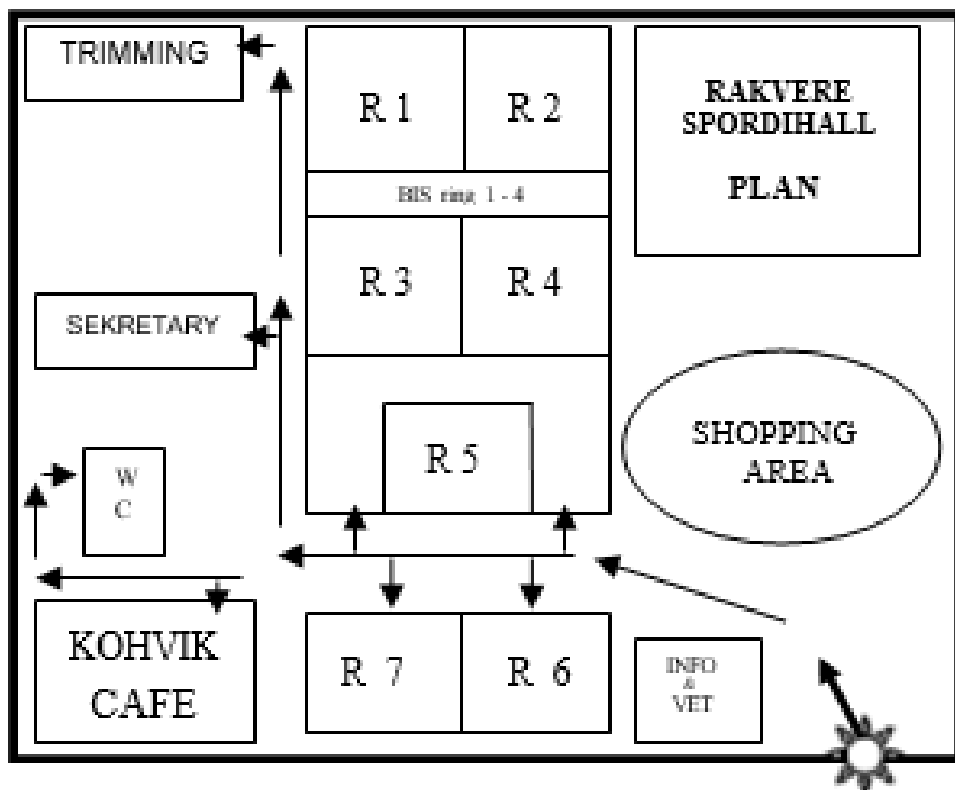 TRIMMING
R 1
R 2
RAKVERE
SPORDIHALL
PLAN
BIS ring 1 - 4
R 3
R 4
SEKRETARY
SHOPPING
AREA
R 5
W
C
KOHVIK
CAFE
R 7
R 6
INFO
&
VET